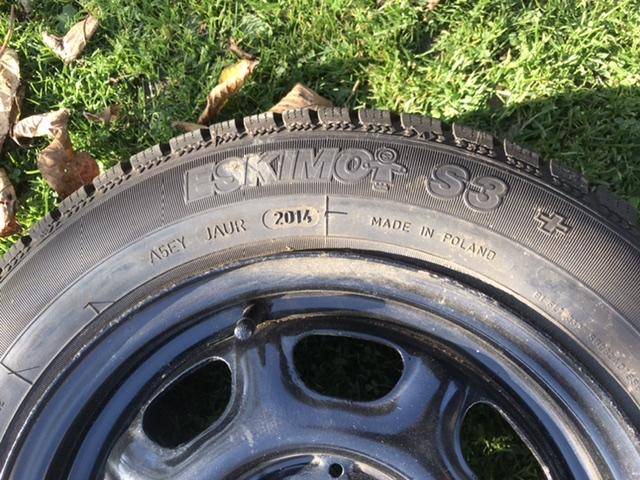 ESKIMO S3 +
A5EY JAUR 2014 MADE IN POLAND